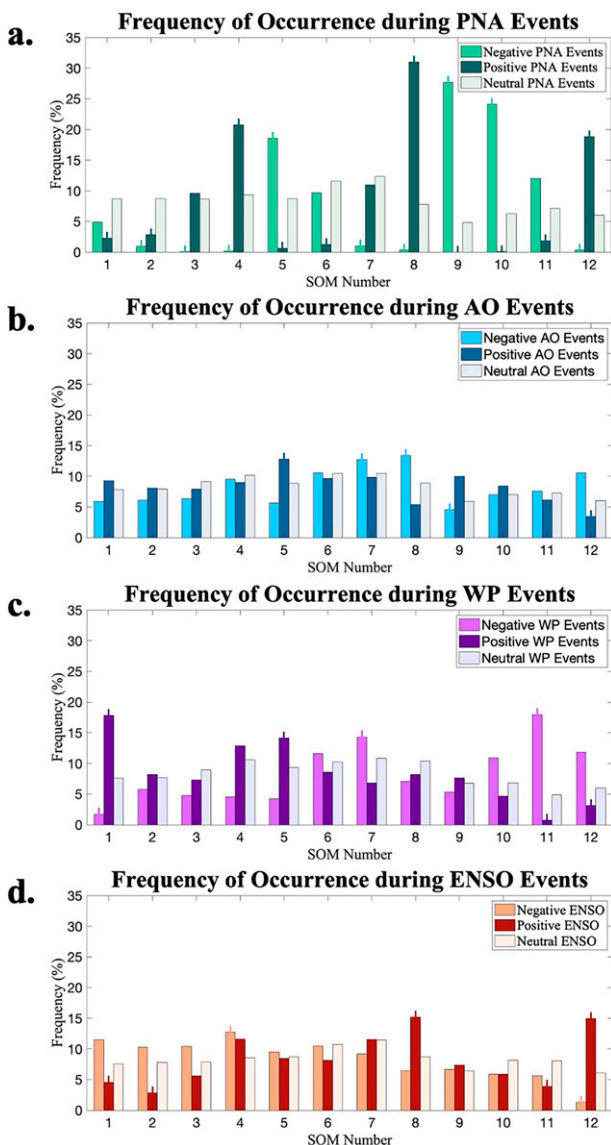 a.
Frequency of Occurrence during PNA Events
Frequency (%)
35
30
25
20
15
10
5
0
Negative PNA Events
Positive PNA Events
Neutral PNA Events
1 2 3 4 5 6 7 8 9 10 11 12
SOM Number
b.
Frequency of Occurrence during AO Events
Frequency (%)
35
30
25
20
15
10
5
0
Negative AO Events
Positive AO Events
Neutral AO Events
1 2 3 4 5 6 7 8 9 10 11 12
SOM Number
c.
Frequency of Occurrence during WP Events
Frequency (%)
35
30
25
20
15
10
5
0
Negative WP Events
Positive WP Events
Neutral WP Events
1 2 3 4 5 6 7 8 9 10 11 12
SOM Number
d.
Frequency of Occurrence during ENSO Events
Frequency (%)
35
30
25
20
15
10
5
0
Negative ENSO
Positive ENSO
Neutral ENSO
1 2 3 4 5 6 7 8 9 10 11 12
SOM Number